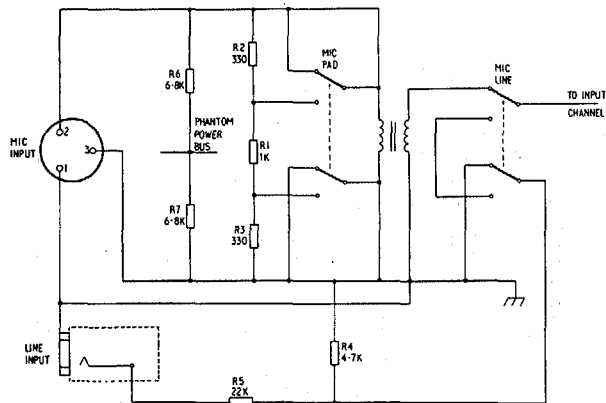 R2
330
MIC
PAD
MIC
LINE
R6
6·8K
TO INPUT
CHANNEL
2
MIC
INPUT
3
1
PHANTOM
POWER
BUS
R1
1K
R7
6·8K
R3
330
LINE
INPUT
R4
4·7K
R5
22K